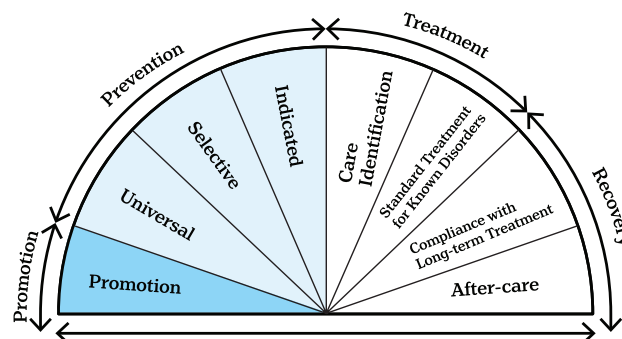 Promotion
Prevention
Treatment
Recovery
Promotion
Universal
Selective
Indicated
Care
Identification
Standard Treatment
for Known Disorders
Compliance with
Long-term Treatment
After-care